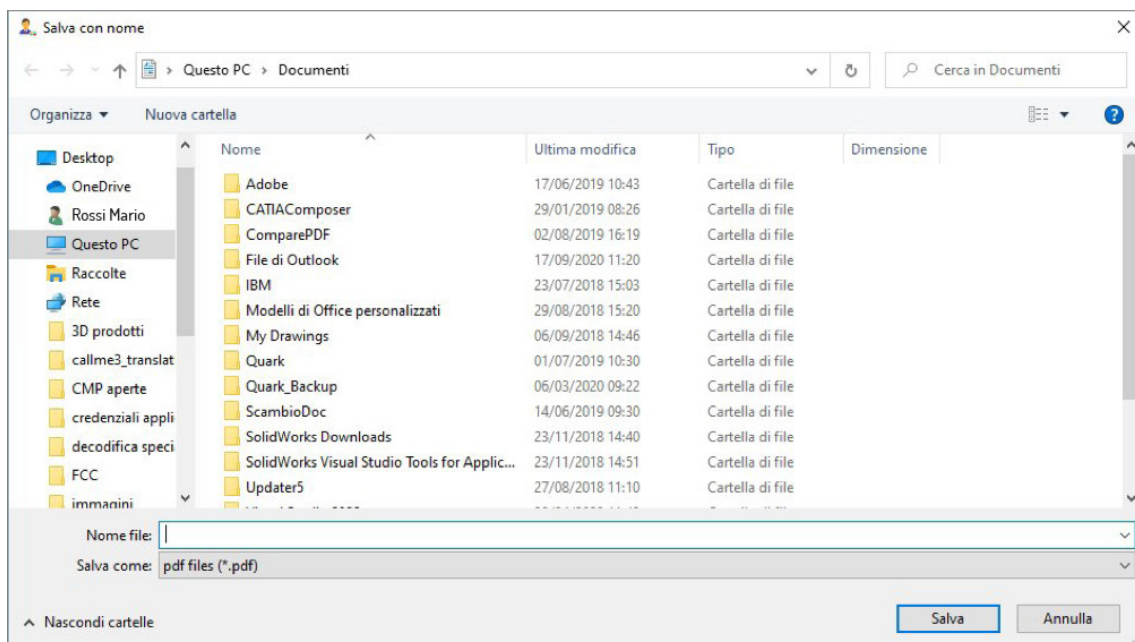 Salva con nome
Questo PC > Documenti
Cerca in Documenti
Organizza Nuova cartella
Nome Ultima modifica Tipo Dimensione
Desktop
OneDrive
Rossi Mario
Questo PC
Raccolte
Rete
3D prodotti
callme3_translat
CMP aperte
credenziali appli
decodifica speci
FCC
immagini
Adobe 17/06/2019 10:43 Cartella di file
CATIAComposer 29/01/2019 08:26 Cartella di file
ComparePDF 02/08/2019 16:19 Cartella di file
File di Outlook 17/09/2020 11:20 Cartella di file
IBM 23/07/2018 15:03 Cartella di file
Modelli di Office personalizzati 29/08/2018 15:20 Cartella di file
My Drawings 06/09/2018 14:46 Cartella di file
Quark 01/07/2019 10:30 Cartella di file
Quark_Backup 06/03/2020 09:22 Cartella di file
ScambioDoc 14/06/2019 09:30 Cartella di file
SolidWorks Downloads 23/11/2018 14:40 Cartella di file
SolidWorks Visual Studio Tools for Applic... 23/11/2018 14:51 Cartella di file
Updater5 27/08/2018 11:10 Cartella di file
Nome file:
Salva come: pdf files (*.pdf)
Nascondi cartelle
Salva Annulla